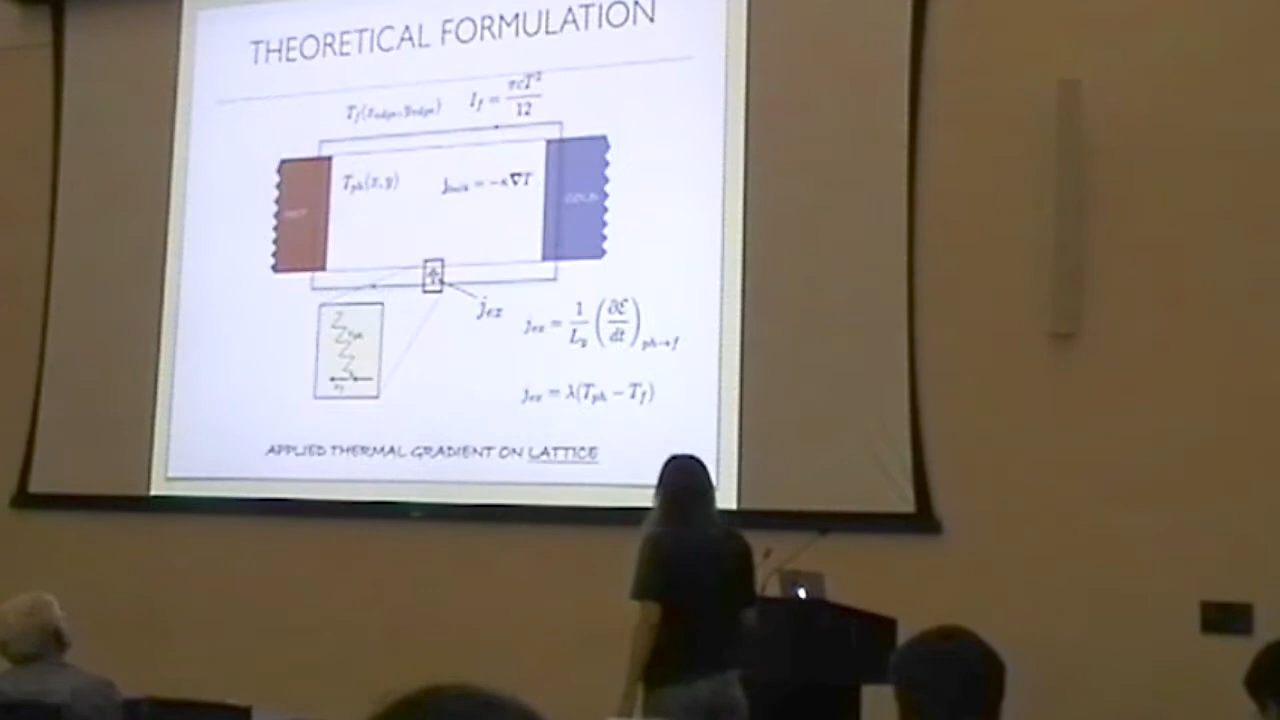 THEORETICAL FORMULATION
T_f(x_edge, y_edge) I_f = πcT²/12
T_ph(x, y) j_bulk = −κ∇T
COLD
j_ex
j_ex = 1/L_y (∂ℰ/dt)_ph→f
j_ex = λ(T_ph − T_f)
APPLIED THERMAL GRADIENT ON LATTICE